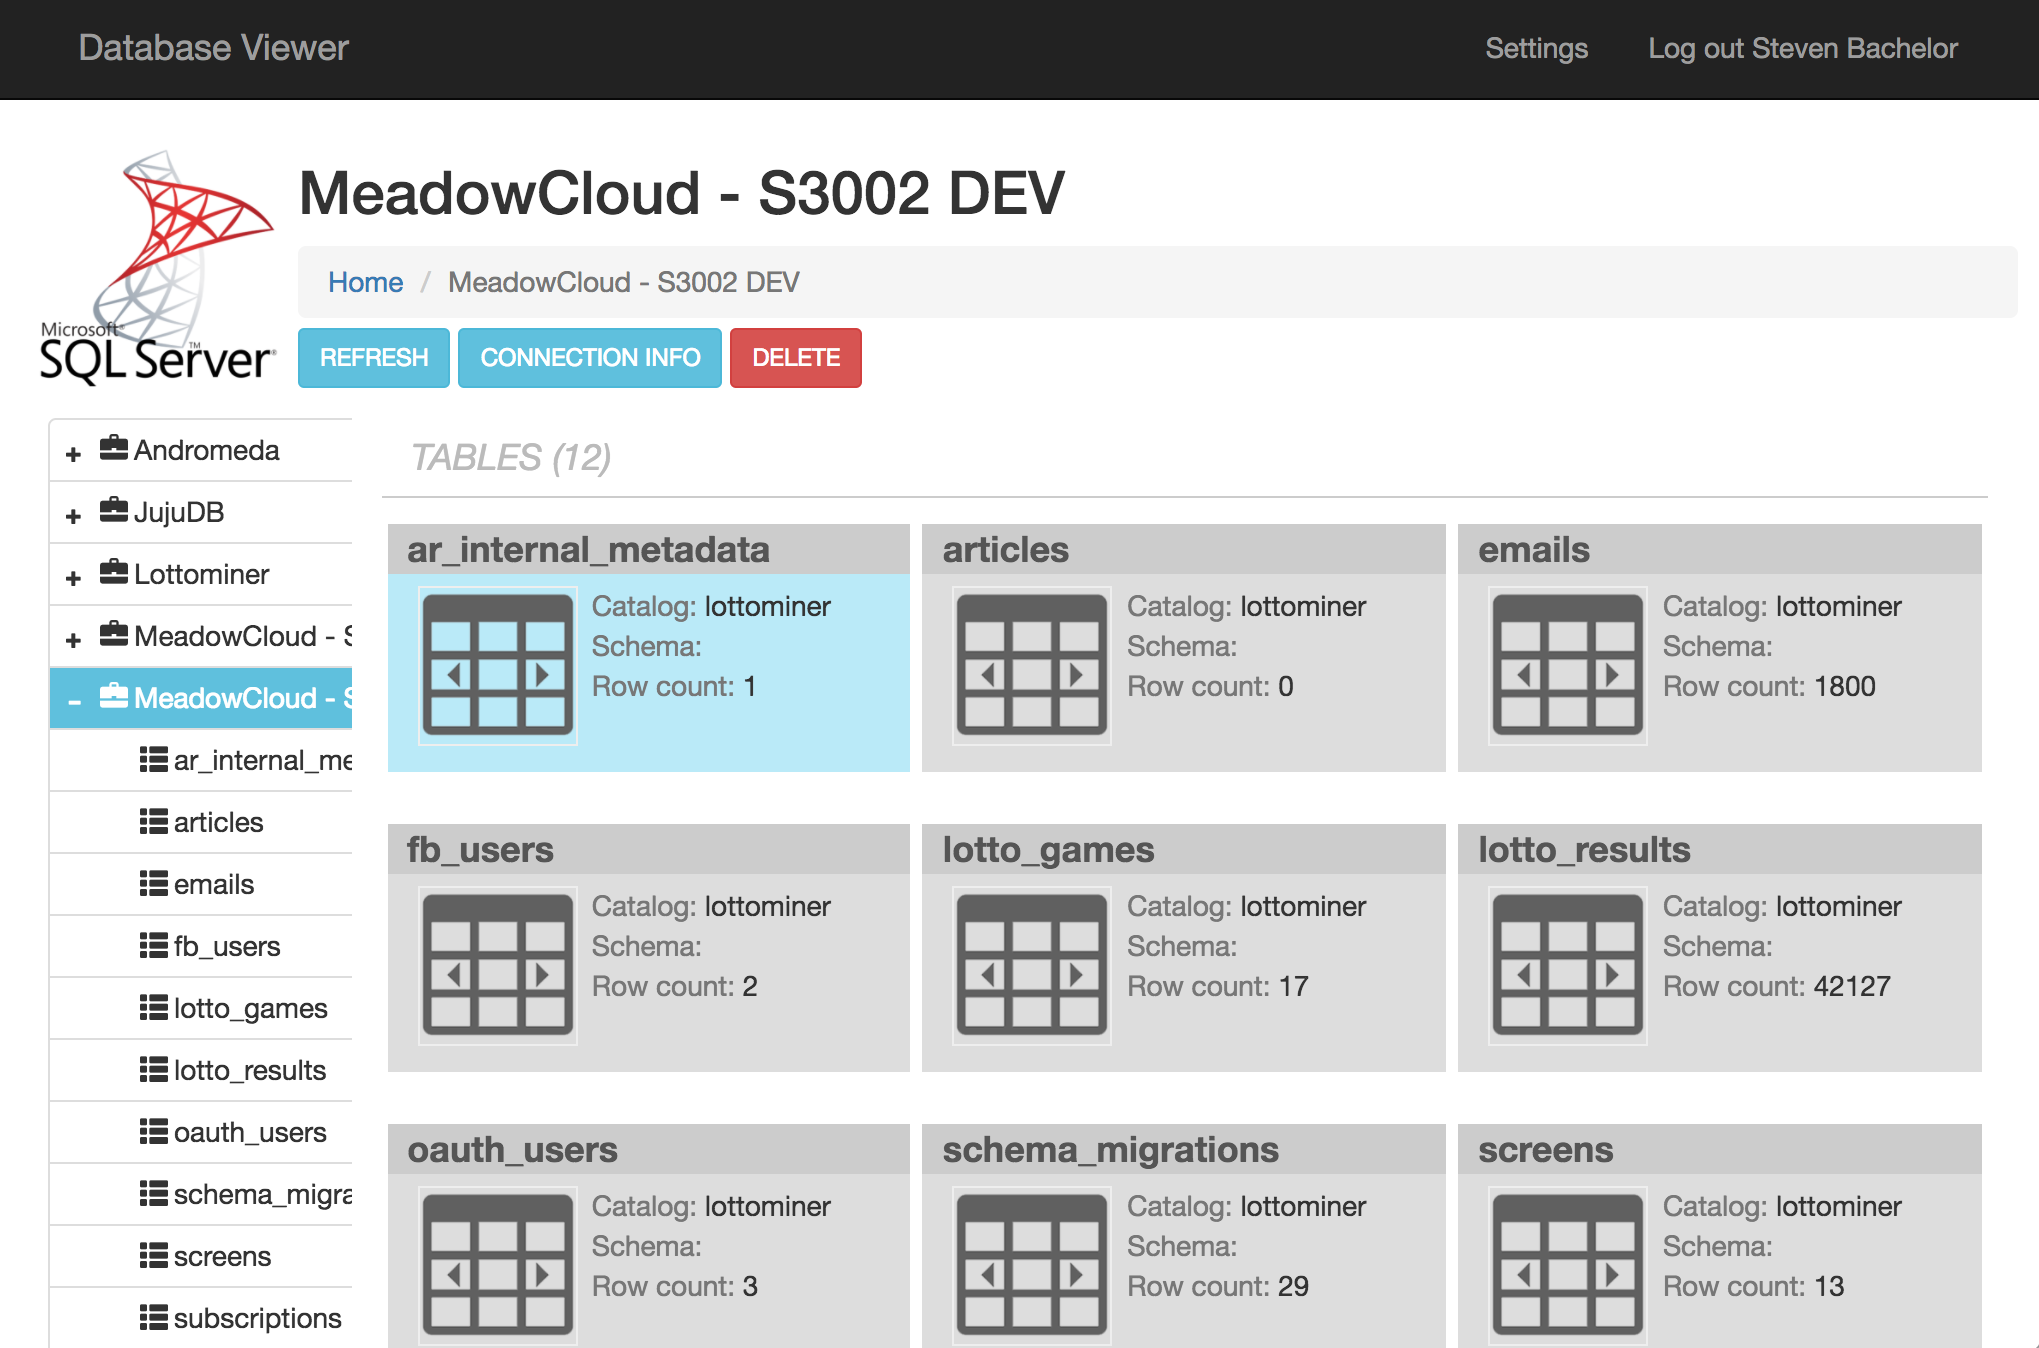 Database Viewer
Settings
Log out Steven Bachelor
Microsoft®
SQL Server™®
MeadowCloud - S3002 DEV
Home / MeadowCloud - S3002 DEV
REFRESH
CONNECTION INFO
DELETE
+ Andromeda
+ JujuDB
+ Lottominer
+ MeadowCloud - S
- MeadowCloud - S
ar_internal_me
articles
emails
fb_users
lotto_games
lotto_results
oauth_users
schema_migra
screens
subscriptions
TABLES (12)
ar_internal_metadata
Catalog: lottominer
Schema:
Row count: 1
articles
Catalog: lottominer
Schema:
Row count: 0
emails
Catalog: lottominer
Schema:
Row count: 1800
fb_users
Catalog: lottominer
Schema:
Row count: 2
lotto_games
Catalog: lottominer
Schema:
Row count: 17
lotto_results
Catalog: lottominer
Schema:
Row count: 42127
oauth_users
Catalog: lottominer
Schema:
Row count: 3
schema_migrations
Catalog: lottominer
Schema:
Row count: 29
screens
Catalog: lottominer
Schema:
Row count: 13